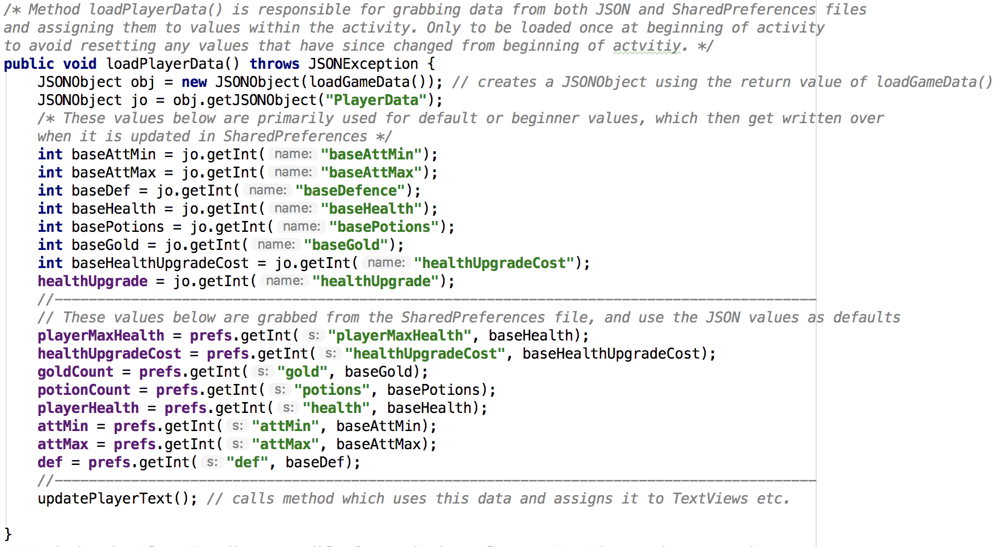 /* Method loadPlayerData() is responsible for grabbing data from both JSON and SharedPreferences files
and assigning them to values within the activity. Only to be loaded once at beginning of activity
to avoid resetting any values that have since changed from beginning of actvitiy. */
public void loadPlayerData() throws JSONException {
    JSONObject obj = new JSONObject(loadGameData()); // creates a JSONObject using the return value of loadGameData()
    JSONObject jo = obj.getJSONObject("PlayerData");
    /* These values below are primarily used for default or beginner values, which then get written over
    when it is updated in SharedPreferences */
    int baseAttMin = jo.getInt( name: "baseAttMin");
    int baseAttMax = jo.getInt( name: "baseAttMax");
    int baseDef = jo.getInt( name: "baseDefence");
    int baseHealth = jo.getInt( name: "baseHealth");
    int basePotions = jo.getInt( name: "basePotions");
    int baseGold = jo.getInt( name: "baseGold");
    int baseHealthUpgradeCost = jo.getInt( name: "healthUpgradeCost");
    healthUpgrade = jo.getInt( name: "healthUpgrade");
    //------------------------------------------------------------------------------------------
    // These values below are grabbed from the SharedPreferences file, and use the JSON values as defaults
    playerMaxHealth = prefs.getInt( s: "playerMaxHealth", baseHealth);
    healthUpgradeCost = prefs.getInt( s: "healthUpgradeCost", baseHealthUpgradeCost);
    goldCount = prefs.getInt( s: "gold", baseGold);
    potionCount = prefs.getInt( s: "potions", basePotions);
    playerHealth = prefs.getInt( s: "health", baseHealth);
    attMin = prefs.getInt( s: "attMin", baseAttMin);
    attMax = prefs.getInt( s: "attMax", baseAttMax);
    def = prefs.getInt( s: "def", baseDef);
    //------------------------------------------------------------------------------------------
    updatePlayerText(); // calls method which uses this data and assigns it to TextViews etc.
}